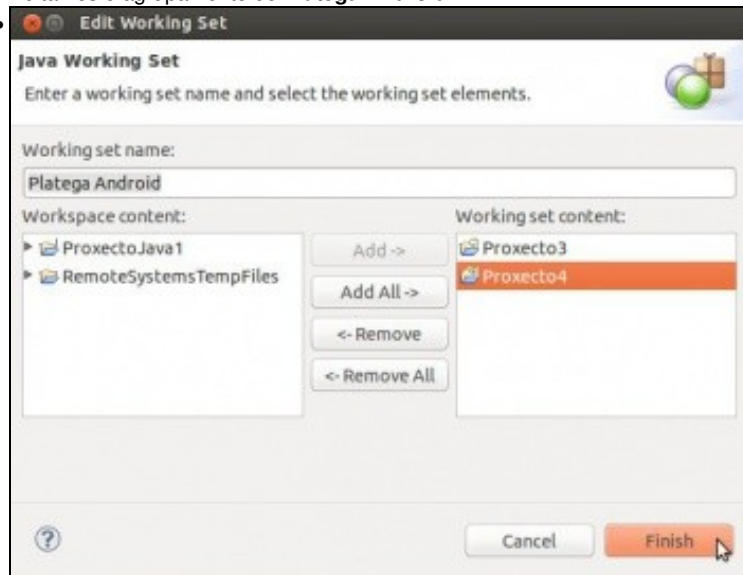 Edit Working Set
Java Working Set
Enter a working set name and select the working set elements.
Working set name:
Platega Android
Workspace content:
Working set content:
ProxectoJava1
RemoteSystemsTempFiles
Add ->
Add All ->
<- Remove
<- Remove All
Proxecto3
Proxecto4
?
Cancel
Finish